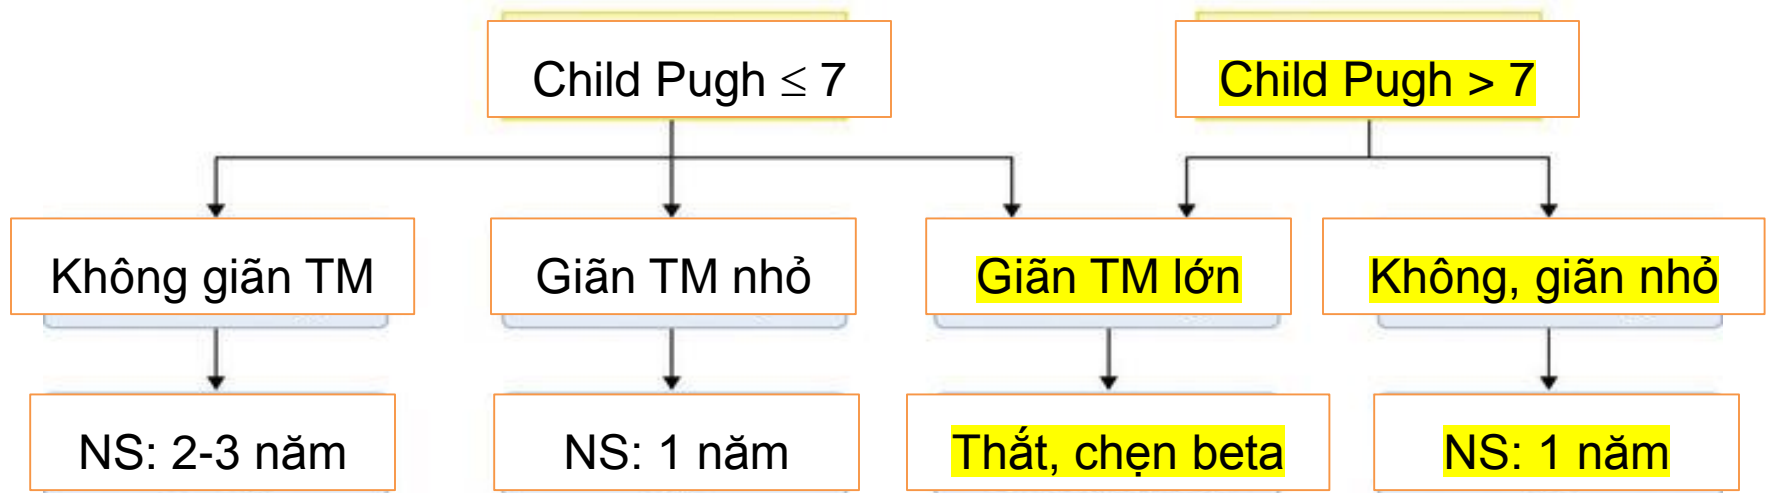 Child Pugh ≤ 7
Child Pugh > 7
Không giãn TM
Giãn TM nhỏ
Giãn TM lớn
Không, giãn nhỏ
NS: 2-3 năm
NS: 1 năm
Thắt, chẹn beta
NS: 1 năm